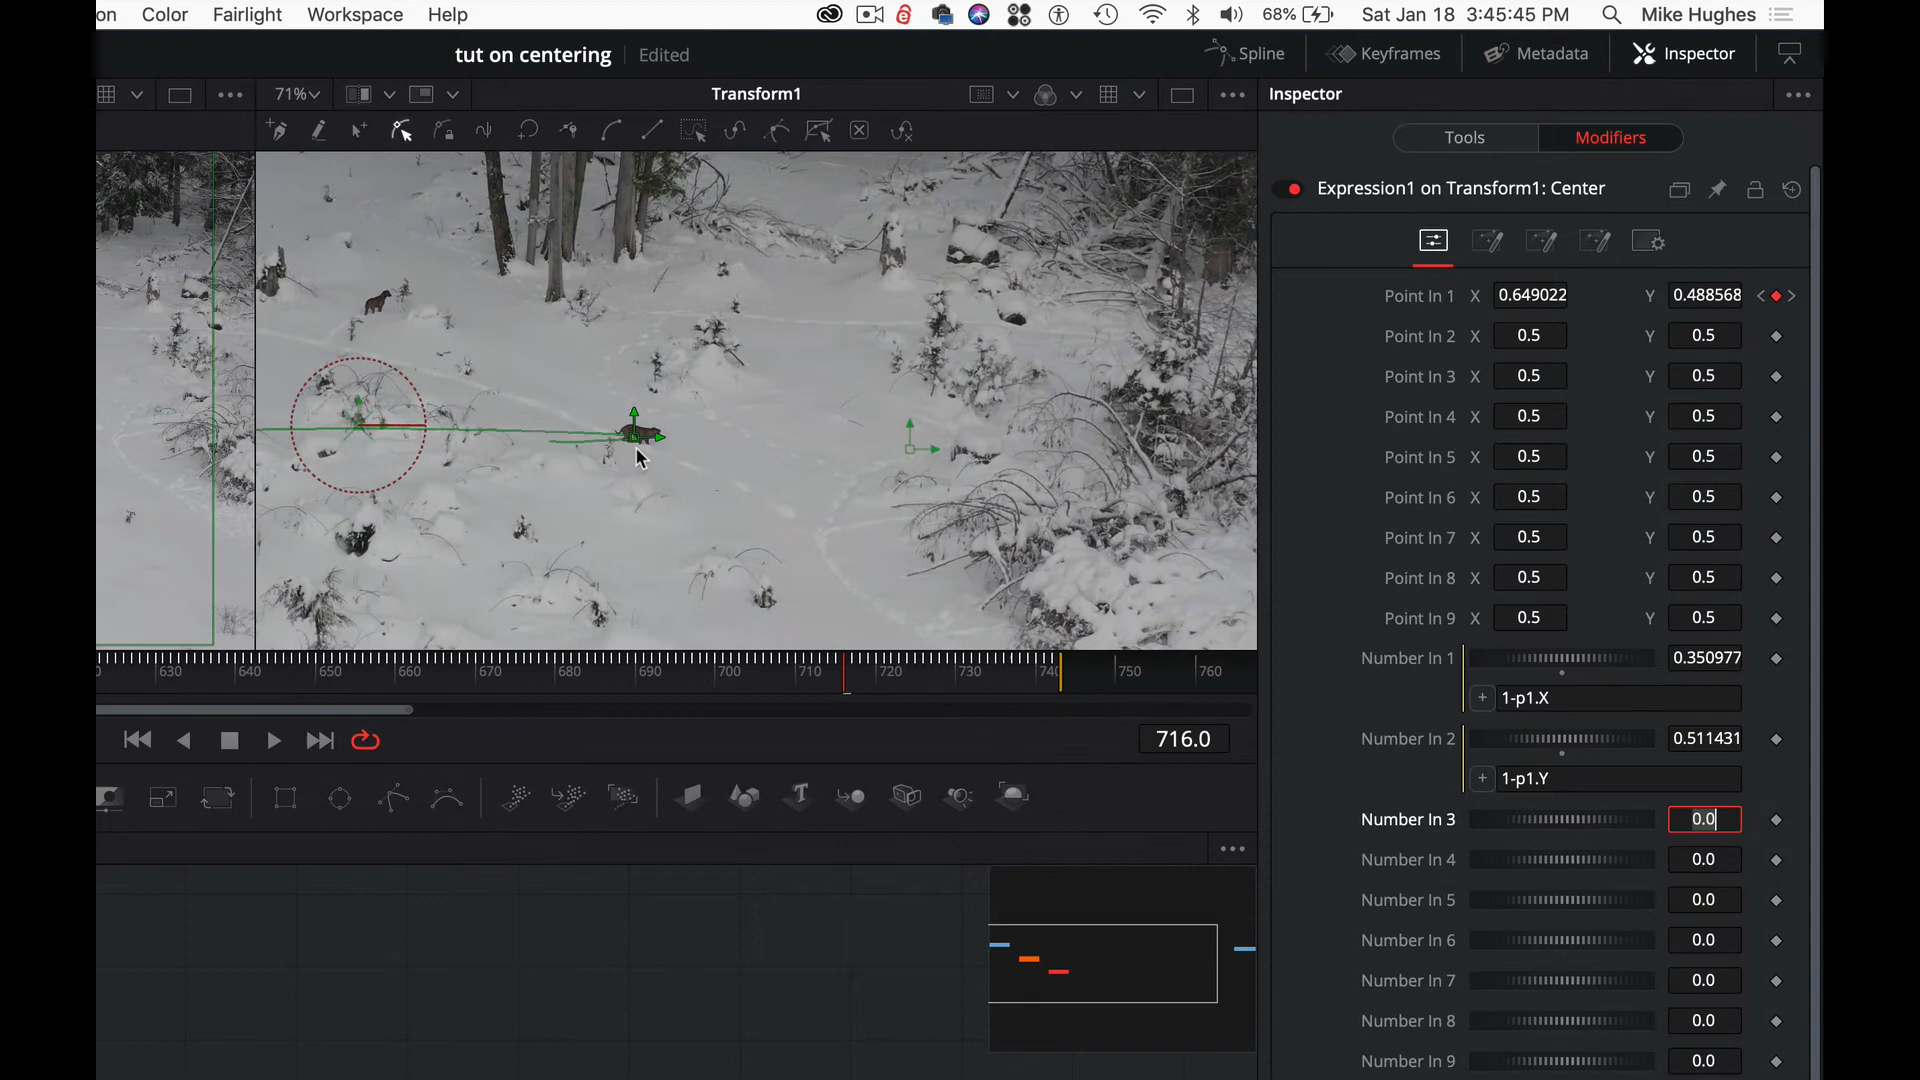 on Color Fairlight Workspace Help 68% Sat Jan 18 3:45:45 PM Mike Hughes
tut on centering Edited Spline Keyframes Metadata Inspector
71% Transform1 Inspector
Tools Modifiers
Expression1 on Transform1: Center
Point In 1 X 0.649022 Y 0.488568
Point In 2 X 0.5 Y 0.5
Point In 3 X 0.5 Y 0.5
Point In 4 X 0.5 Y 0.5
Point In 5 X 0.5 Y 0.5
Point In 6 X 0.5 Y 0.5
Point In 7 X 0.5 Y 0.5
Point In 8 X 0.5 Y 0.5
Point In 9 X 0.5 Y 0.5
0 630 640 650 660 670 680 690 700 710 720 730 740 750 760
Number In 1 0.350977
1-p1.X
716.0
Number In 2 0.511431
1-p1.Y
Number In 3 0.0
Number In 4 0.0
Number In 5 0.0
Number In 6 0.0
Number In 7 0.0
Number In 8 0.0
Number In 9 0.0